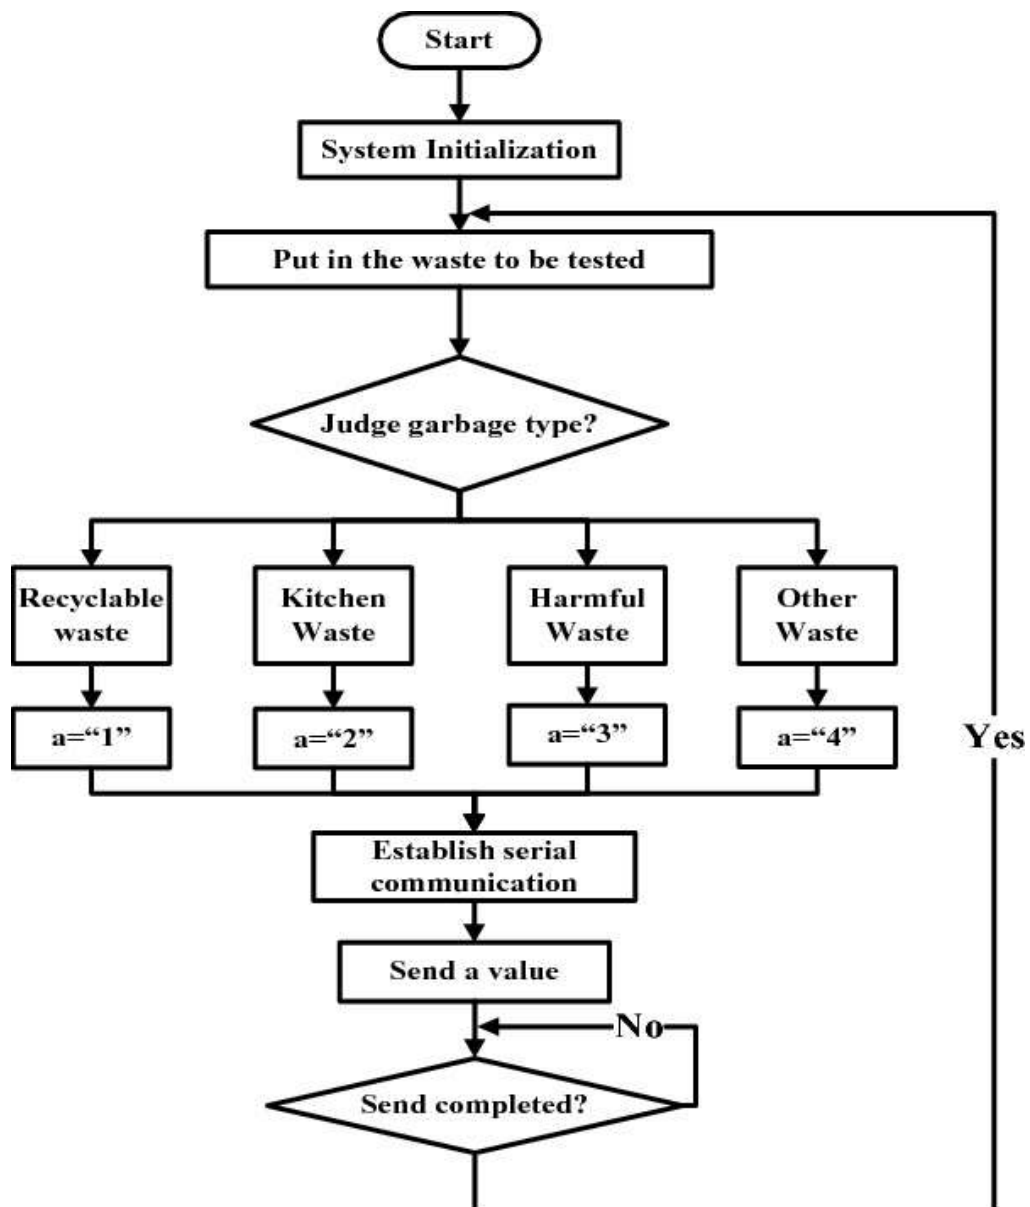 Start
System Initialization
Put in the waste to be tested
Judge garbage type?
Recyclable
waste
Kitchen
Waste
Harmful
Waste
Other
Waste
a=“1”
a=“2”
a=“3”
a=“4”
Yes
Establish serial
communication
Send a value
No
Send completed?